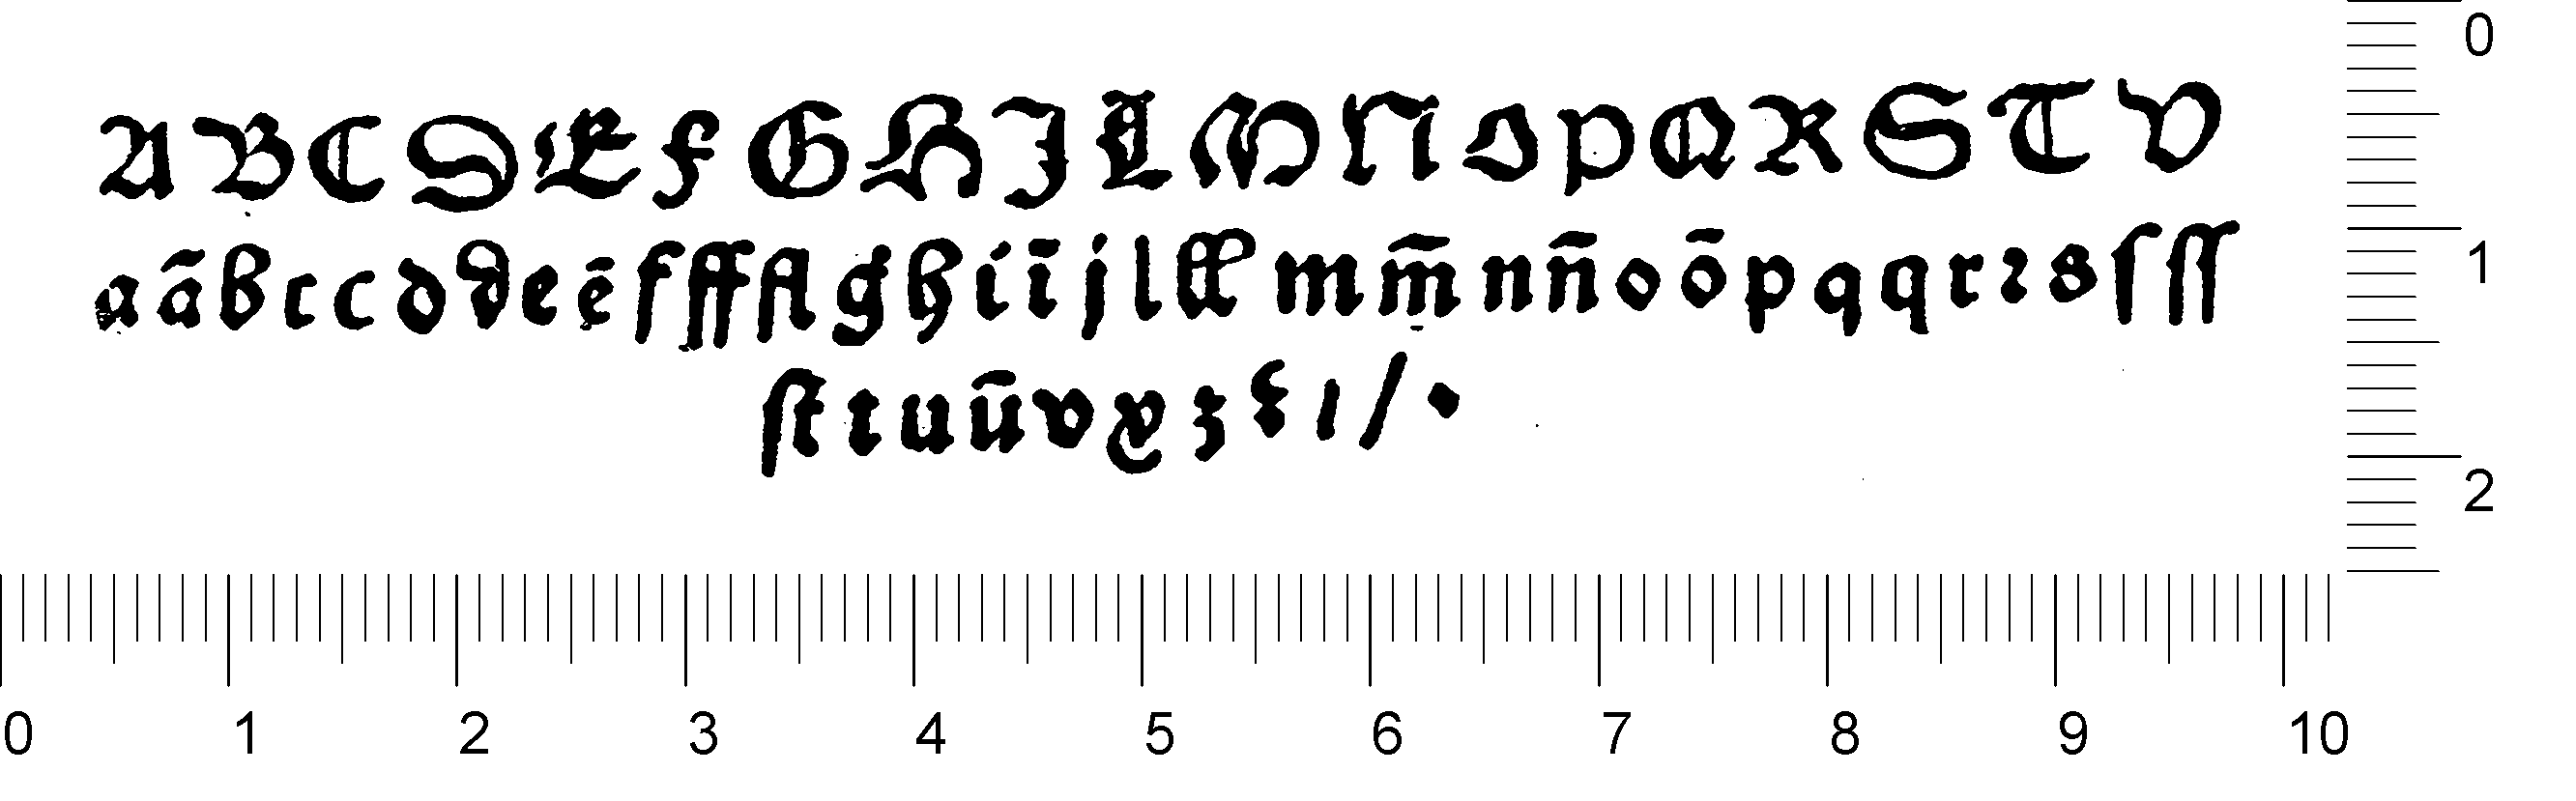 A B C D E F G H J L M N O P Q R S T V
a ã b c c d d e ē f ff fl g h i ī j l ll m m̄ n ñ o ō p q q r ꝛ s ſ ſſ
ſt t u ū v x z : ı / .
0
1
2
0 1 2 3 4 5 6 7 8 9 10